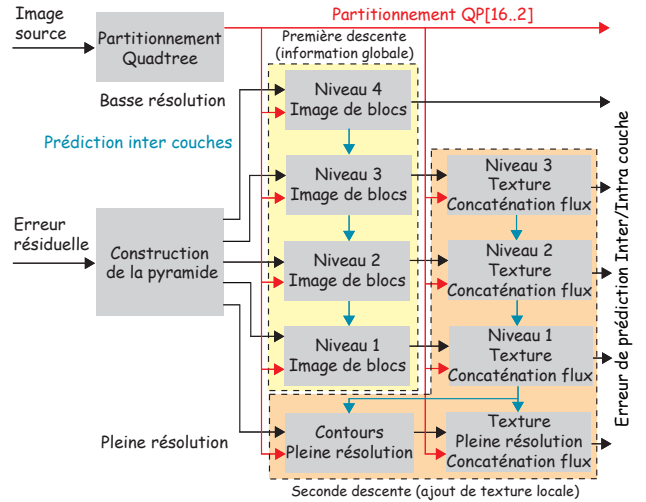 Image
source
Partitionnement
Quadtree
Partitionnement QP[16..2]
Première descente
(information globale)
Basse résolution
Niveau 4
Image de blocs
Prédiction inter couches
Niveau 3
Image de blocs
Niveau 3
Texture
Concaténation flux
Erreur
résiduelle
Construction
de la pyramide
Niveau 2
Image de blocs
Niveau 2
Texture
Concaténation flux
Niveau 1
Image de blocs
Niveau 1
Texture
Concaténation flux
Pleine résolution
Contours
Pleine résolution
Texture
Pleine résolution
Concaténation flux
Seconde descente (ajout de texture locale)
Erreur de prédiction Inter/Intra couche